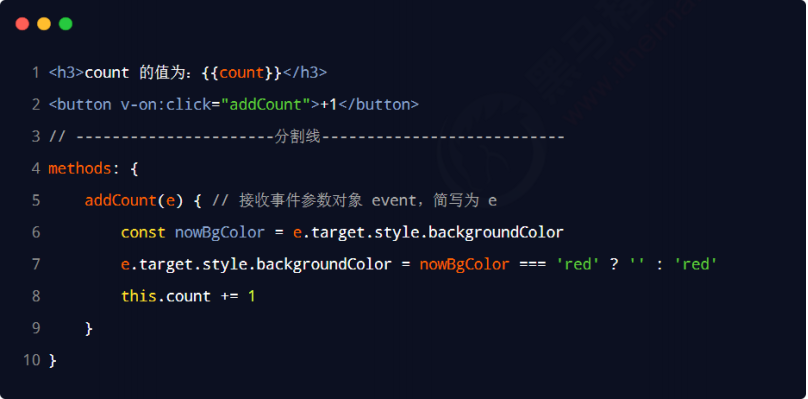 1 <h3>count 的值为：{{count}}</h3>
2 <button v-on:click="addCount">+1</button>
3 // ----------------------分割线---------------------------
4 methods: {
5 addCount(e) { // 接收事件参数对象 event，简写为 e
6 const nowBgColor = e.target.style.backgroundColor
7 e.target.style.backgroundColor = nowBgColor === 'red' ? '' : 'red'
8 this.count += 1
9 }
10 }